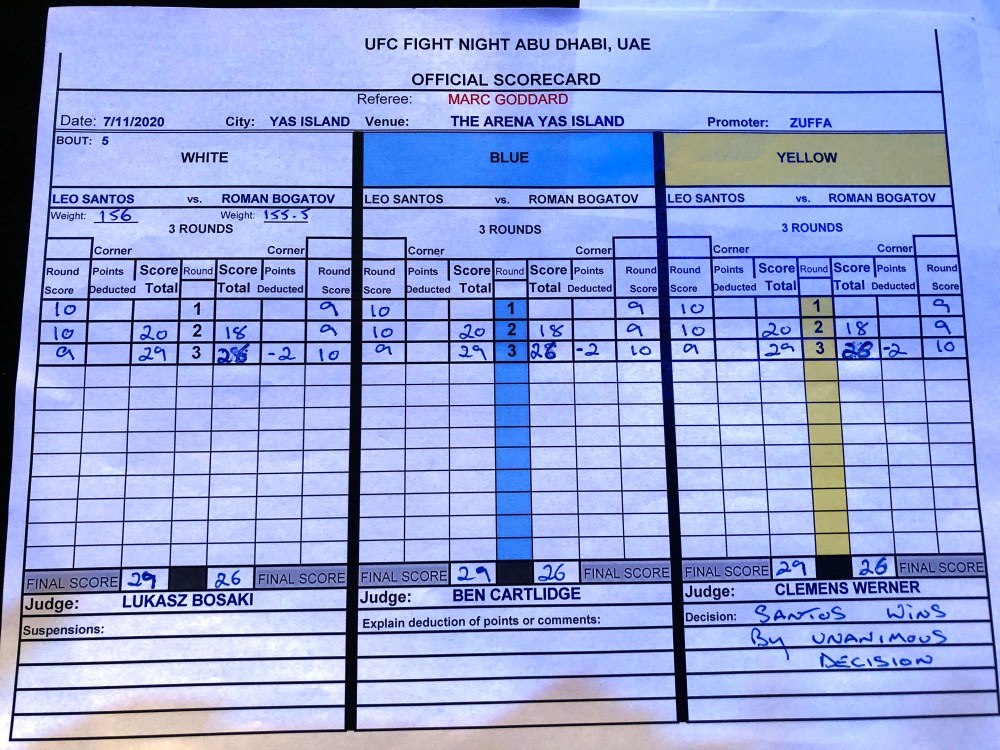 UFC FIGHT NIGHT ABU DHABI, UAE
OFFICIAL SCORECARD
Referee: MARC GODDARD
Date: 7/11/2020 City: YAS ISLAND Venue: THE ARENA YAS ISLAND Promoter: ZUFFA
BOUT: 5
WHITE BLUE YELLOW
LEO SANTOS vs. ROMAN BOGATOV LEO SANTOS vs. ROMAN BOGATOV LEO SANTOS vs. ROMAN BOGATOV
Weight: 156 Weight: 155.5
3 ROUNDS 3 ROUNDS 3 ROUNDS
Corner Corner Corner Corner Corner Corner
Round Points Score Round Score Points Round Round Points Score Round Score Points Round Round Points Score Round Score Points Round
Score Deducted Total Total Deducted Score Score Deducted Total Total Deducted Score Score Deducted Total Total Deducted Score
10 1 9 10 1 9 10 1 9
10 20 2 18 9 10 20 2 18 9 10 20 2 18 9
9 29 3 -2 10 9 29 3 -2 10 9 29 3 -2 10
FINAL SCORE 29 26 FINAL SCORE FINAL SCORE 29 26 FINAL SCORE FINAL SCORE 29 26 FINAL SCORE
Judge: LUKASZ BOSAKI Judge: BEN CARTLIDGE Judge: CLEMENS WERNER
Suspensions: Explain deduction of points or comments: Decision: SANTOS WINS
By UNANIMOUS
DECISION